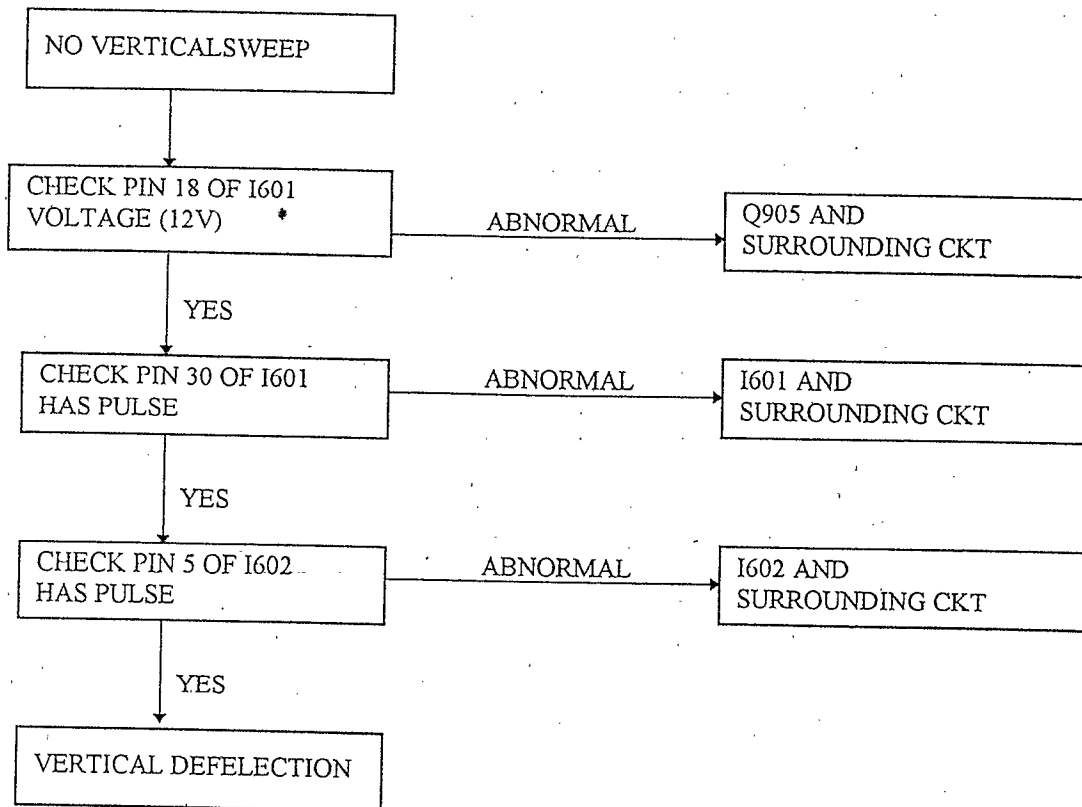 NO VERTICALSWEEP
CHECK PIN 18 OF I601
VOLTAGE (12V)
ABNORMAL
Q905 AND
SURROUNDING CKT
YES
CHECK PIN 30 OF I601
HAS PULSE
ABNORMAL
I601 AND
SURROUNDING CKT
YES
CHECK PIN 5 OF I602
HAS PULSE
ABNORMAL
I602 AND
SURROUNDING CKT
YES
VERTICAL DEFELECTION